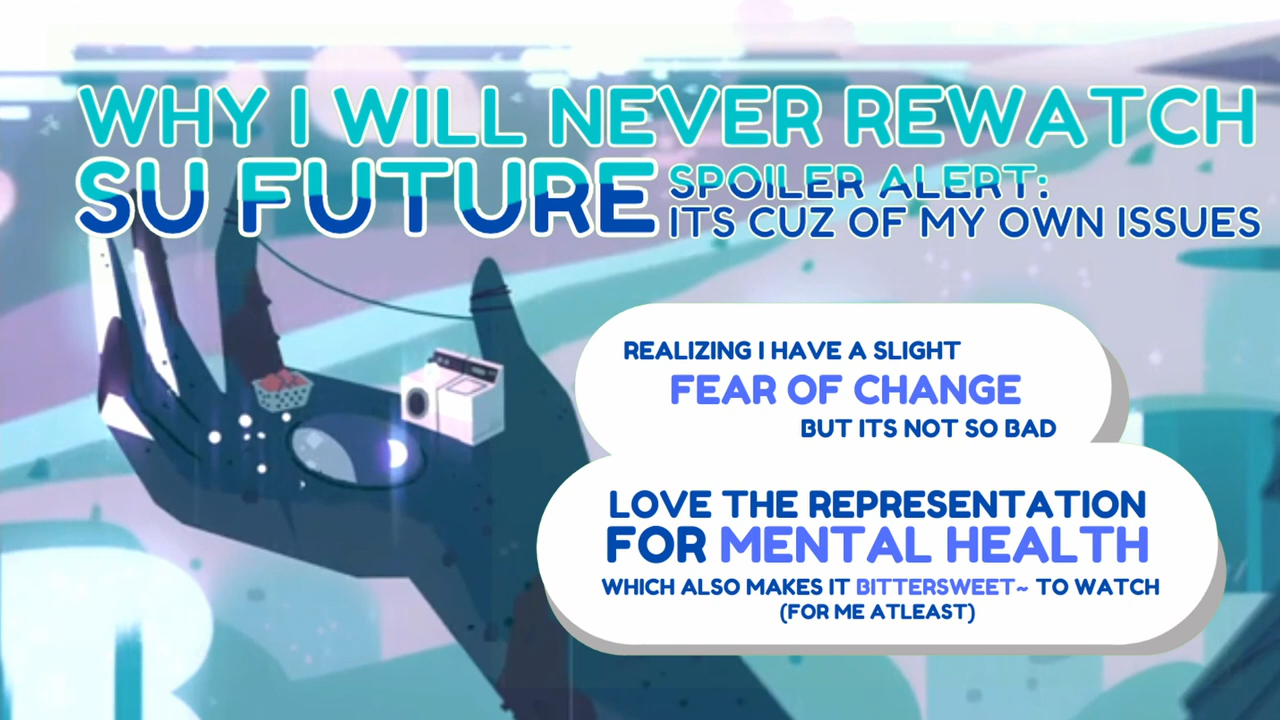 WHY I WILL NEVER REWATCH
SU FUTURE
SPOILER ALERT:
ITS CUZ OF MY OWN ISSUES
REALIZING I HAVE A SLIGHT
FEAR OF CHANGE
BUT ITS NOT SO BAD
LOVE THE REPRESENTATION
FOR MENTAL HEALTH
WHICH ALSO MAKES IT BITTERSWEET~ TO WATCH
(FOR ME ATLEAST)